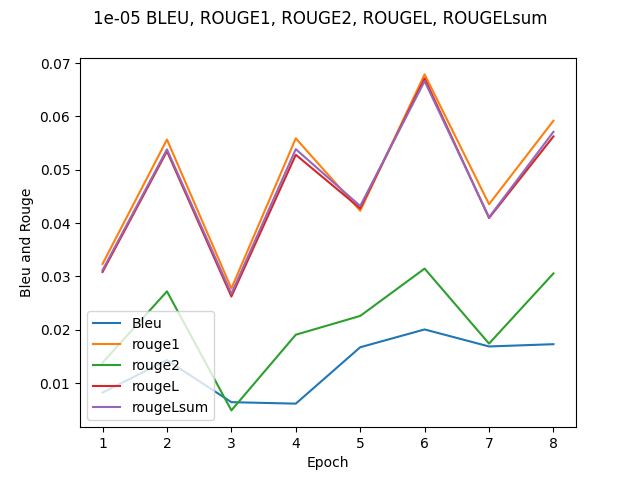 1e-05 BLEU, ROUGE1, ROUGE2, ROUGEL, ROUGELsum
0.07
0.06
0.05
0.04
0.03
0.02
0.01
Bleu and Rouge
Bleu
rouge1
rouge2
rougeL
rougeLsum
1 2 3 4 5 6 7 8
Epoch